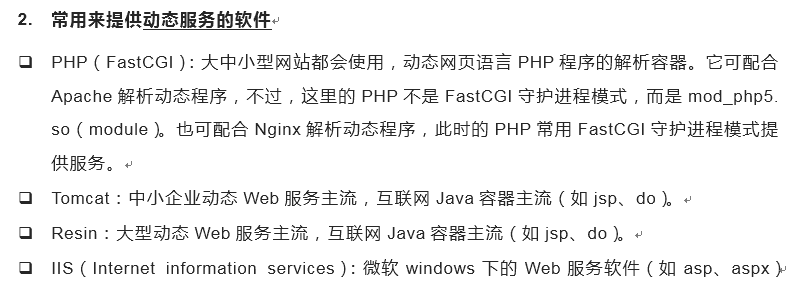 2. 常用来提供动态服务的软件
❑ PHP（FastCGI）：大中小型网站都会使用，动态网页语言 PHP 程序的解析容器。它可配合
Apache 解析动态程序，不过，这里的 PHP 不是 FastCGI 守护进程模式，而是 mod_php5.
so（module）。也可配合 Nginx 解析动态程序，此时的 PHP 常用 FastCGI 守护进程模式提
供服务。
❑ Tomcat：中小企业动态 Web 服务主流，互联网 Java 容器主流（如 jsp、do）。
❑ Resin：大型动态 Web 服务主流，互联网 Java 容器主流（如 jsp、do）。
❑ IIS（Internet information services）：微软 windows 下的 Web 服务软件（如 asp、aspx）